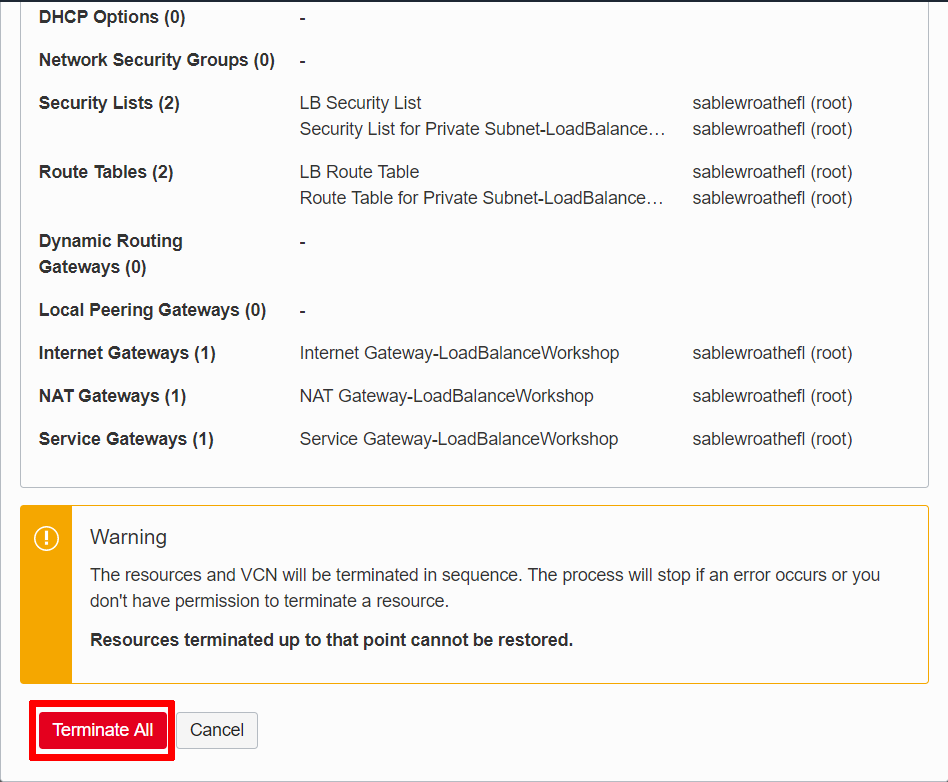 DHCP Options (0) -
Network Security Groups (0) -
Security Lists (2) LB Security List sablewroathefl (root)
Security List for Private Subnet-LoadBalance… sablewroathefl (root)
Route Tables (2) LB Route Table sablewroathefl (root)
Route Table for Private Subnet-LoadBalance… sablewroathefl (root)
Dynamic Routing -
Gateways (0)
Local Peering Gateways (0) -
Internet Gateways (1) Internet Gateway-LoadBalanceWorkshop sablewroathefl (root)
NAT Gateways (1) NAT Gateway-LoadBalanceWorkshop sablewroathefl (root)
Service Gateways (1) Service Gateway-LoadBalanceWorkshop sablewroathefl (root)
Warning
The resources and VCN will be terminated in sequence. The process will stop if an error occurs or you
don't have permission to terminate a resource.
Resources terminated up to that point cannot be restored.
Terminate All Cancel